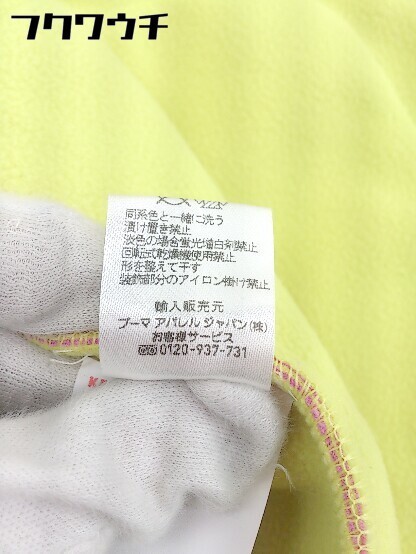 フクワウチ
同系色と一緒に洗う
漬け置き禁止
淡色の場合蛍光増白剤禁止
回転式乾燥機使用禁止
形を整えて干す
装飾部分のアイロン掛け禁止
輸入販売元
プーマ アパレル ジャパン(株)
お客様サービス
0120-937-731